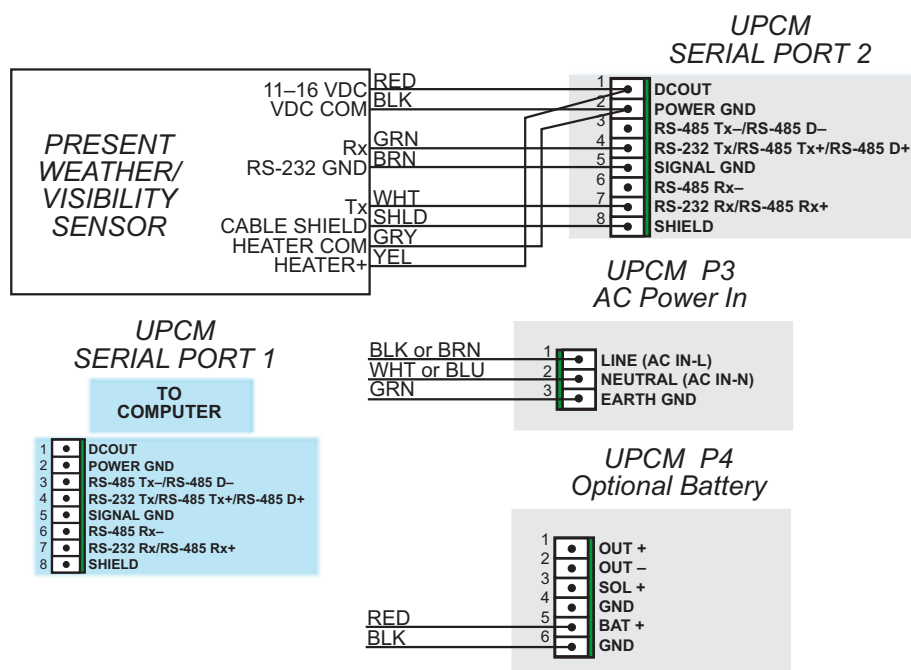 UPCM
SERIAL PORT 2
PRESENT
WEATHER/
VISIBILITY
SENSOR
11–16 VDC RED
VDC COM BLK
Rx GRN
RS-232 GND BRN
Tx WHT
CABLE SHIELD SHLD
HEATER COM GRY
HEATER+ YEL
1 DCOUT
2 POWER GND
3 RS-485 Tx–/RS-485 D–
4 RS-232 Tx/RS-485 Tx+/RS-485 D+
5 SIGNAL GND
6 RS-485 Rx–
7 RS-232 Rx/RS-485 Rx+
8 SHIELD
UPCM P3
AC Power In
BLK or BRN 1 LINE (AC IN-L)
WHT or BLU 2 NEUTRAL (AC IN-N)
GRN 3 EARTH GND
UPCM
SERIAL PORT 1
TO
COMPUTER
1 DCOUT
2 POWER GND
3 RS-485 Tx–/RS-485 D–
4 RS-232 Tx/RS-485 Tx+/RS-485 D+
5 SIGNAL GND
6 RS-485 Rx–
7 RS-232 Rx/RS-485 Rx+
8 SHIELD
UPCM P4
Optional Battery
1 OUT +
2 OUT –
3 SOL +
4 GND
RED 5 BAT +
BLK 6 GND